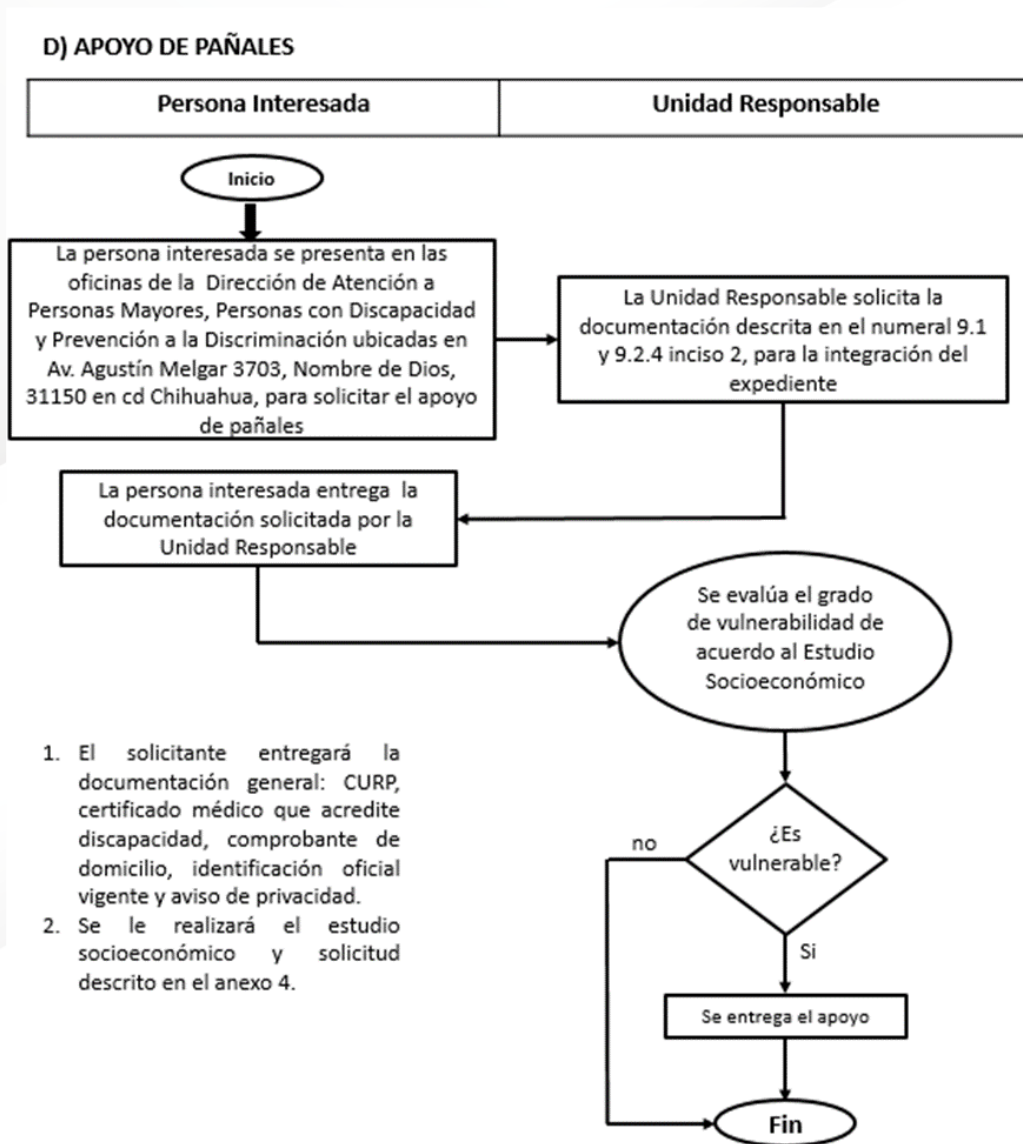 D) APOYO DE PAÑALES
Persona Interesada
Unidad Responsable
Inicio
La persona interesada se presenta en las
oficinas de la Dirección de Atención a
Personas Mayores, Personas con Discapacidad
y Prevención a la Discriminación ubicadas en
Av. Agustín Melgar 3703, Nombre de Dios,
31150 en cd Chihuahua, para solicitar el apoyo
de pañales
La Unidad Responsable solicita la
documentación descrita en el numeral 9.1
y 9.2.4 inciso 2, para la integración del
expediente
La persona interesada entrega la
documentación solicitada por la
Unidad Responsable
Se evalúa el grado
de vulnerabilidad de
acuerdo al Estudio
Socioeconómico
1. El solicitante entregará la
documentación general: CURP,
certificado médico que acredite
discapacidad, comprobante de
domicilio, identificación oficial
vigente y aviso de privacidad.
2. Se le realizará el estudio
socioeconómico y solicitud
descrito en el anexo 4.
¿Es
vulnerable?
no
Si
Se entrega el apoyo
Fin